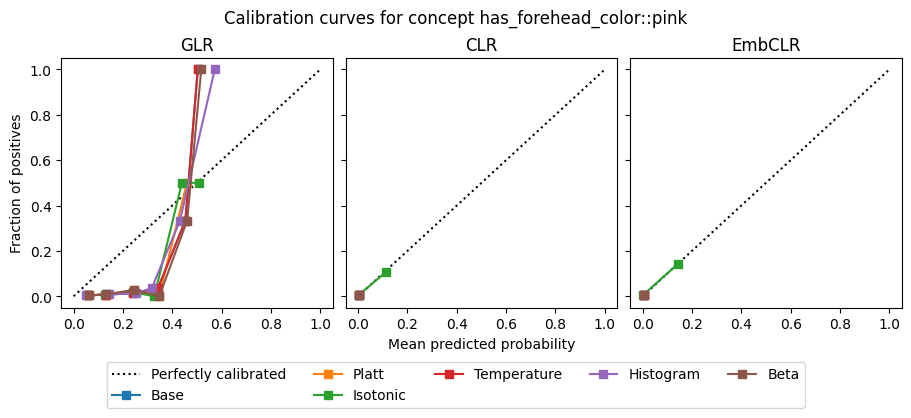 Calibration curves for concept has_forehead_color::pink
GLR
CLR
EmbCLR
Fraction of positives
1.0
0.8
0.6
0.4
0.2
0.0
0.0 0.2 0.4 0.6 0.8 1.0
0.0 0.2 0.4 0.6 0.8 1.0
0.0 0.2 0.4 0.6 0.8 1.0
Mean predicted probability
Perfectly calibrated
Base
Platt
Isotonic
Temperature
Histogram
Beta